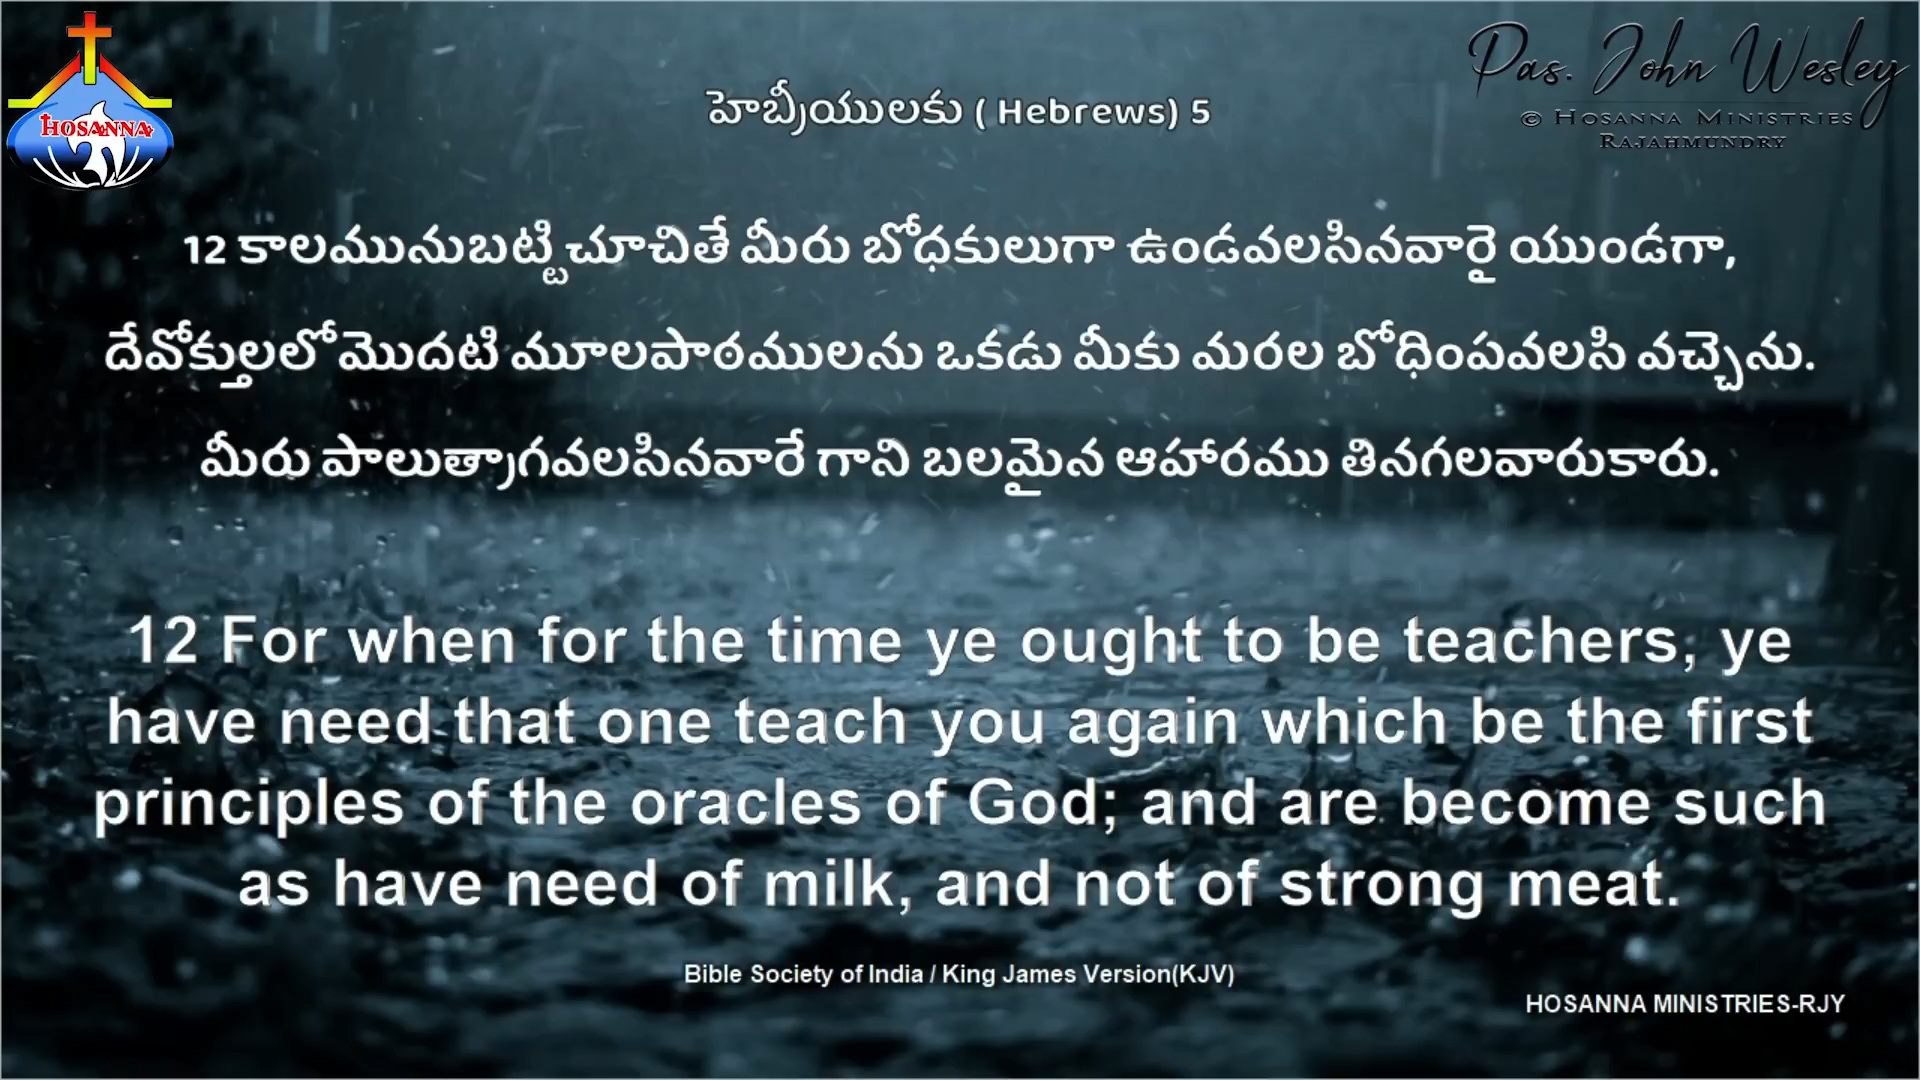 HOSANNA
Pas. John Wesley
© HOSANNA MINISTRIES
RAJAHMUNDRY
హెబ్రీయులకు ( Hebrews) 5
12 కాలమునుబట్టి చూచితే మీరు బోధకులుగా ఉండవలసినవారై యుండగా,
దేవోక్తులలో మొదటి మూలపాఠములను ఒకడు మీకు మరల బోధింపవలసి వచ్చెను.
మీరు పాలుత్రాగవలసినవారే గాని బలమైన ఆహారము తినగలవారుకారు.
12 For when for the time ye ought to be teachers, ye
have need that one teach you again which be the first
principles of the oracles of God; and are become such
as have need of milk, and not of strong meat.
Bible Society of India / King James Version(KJV)
HOSANNA MINISTRIES-RJY